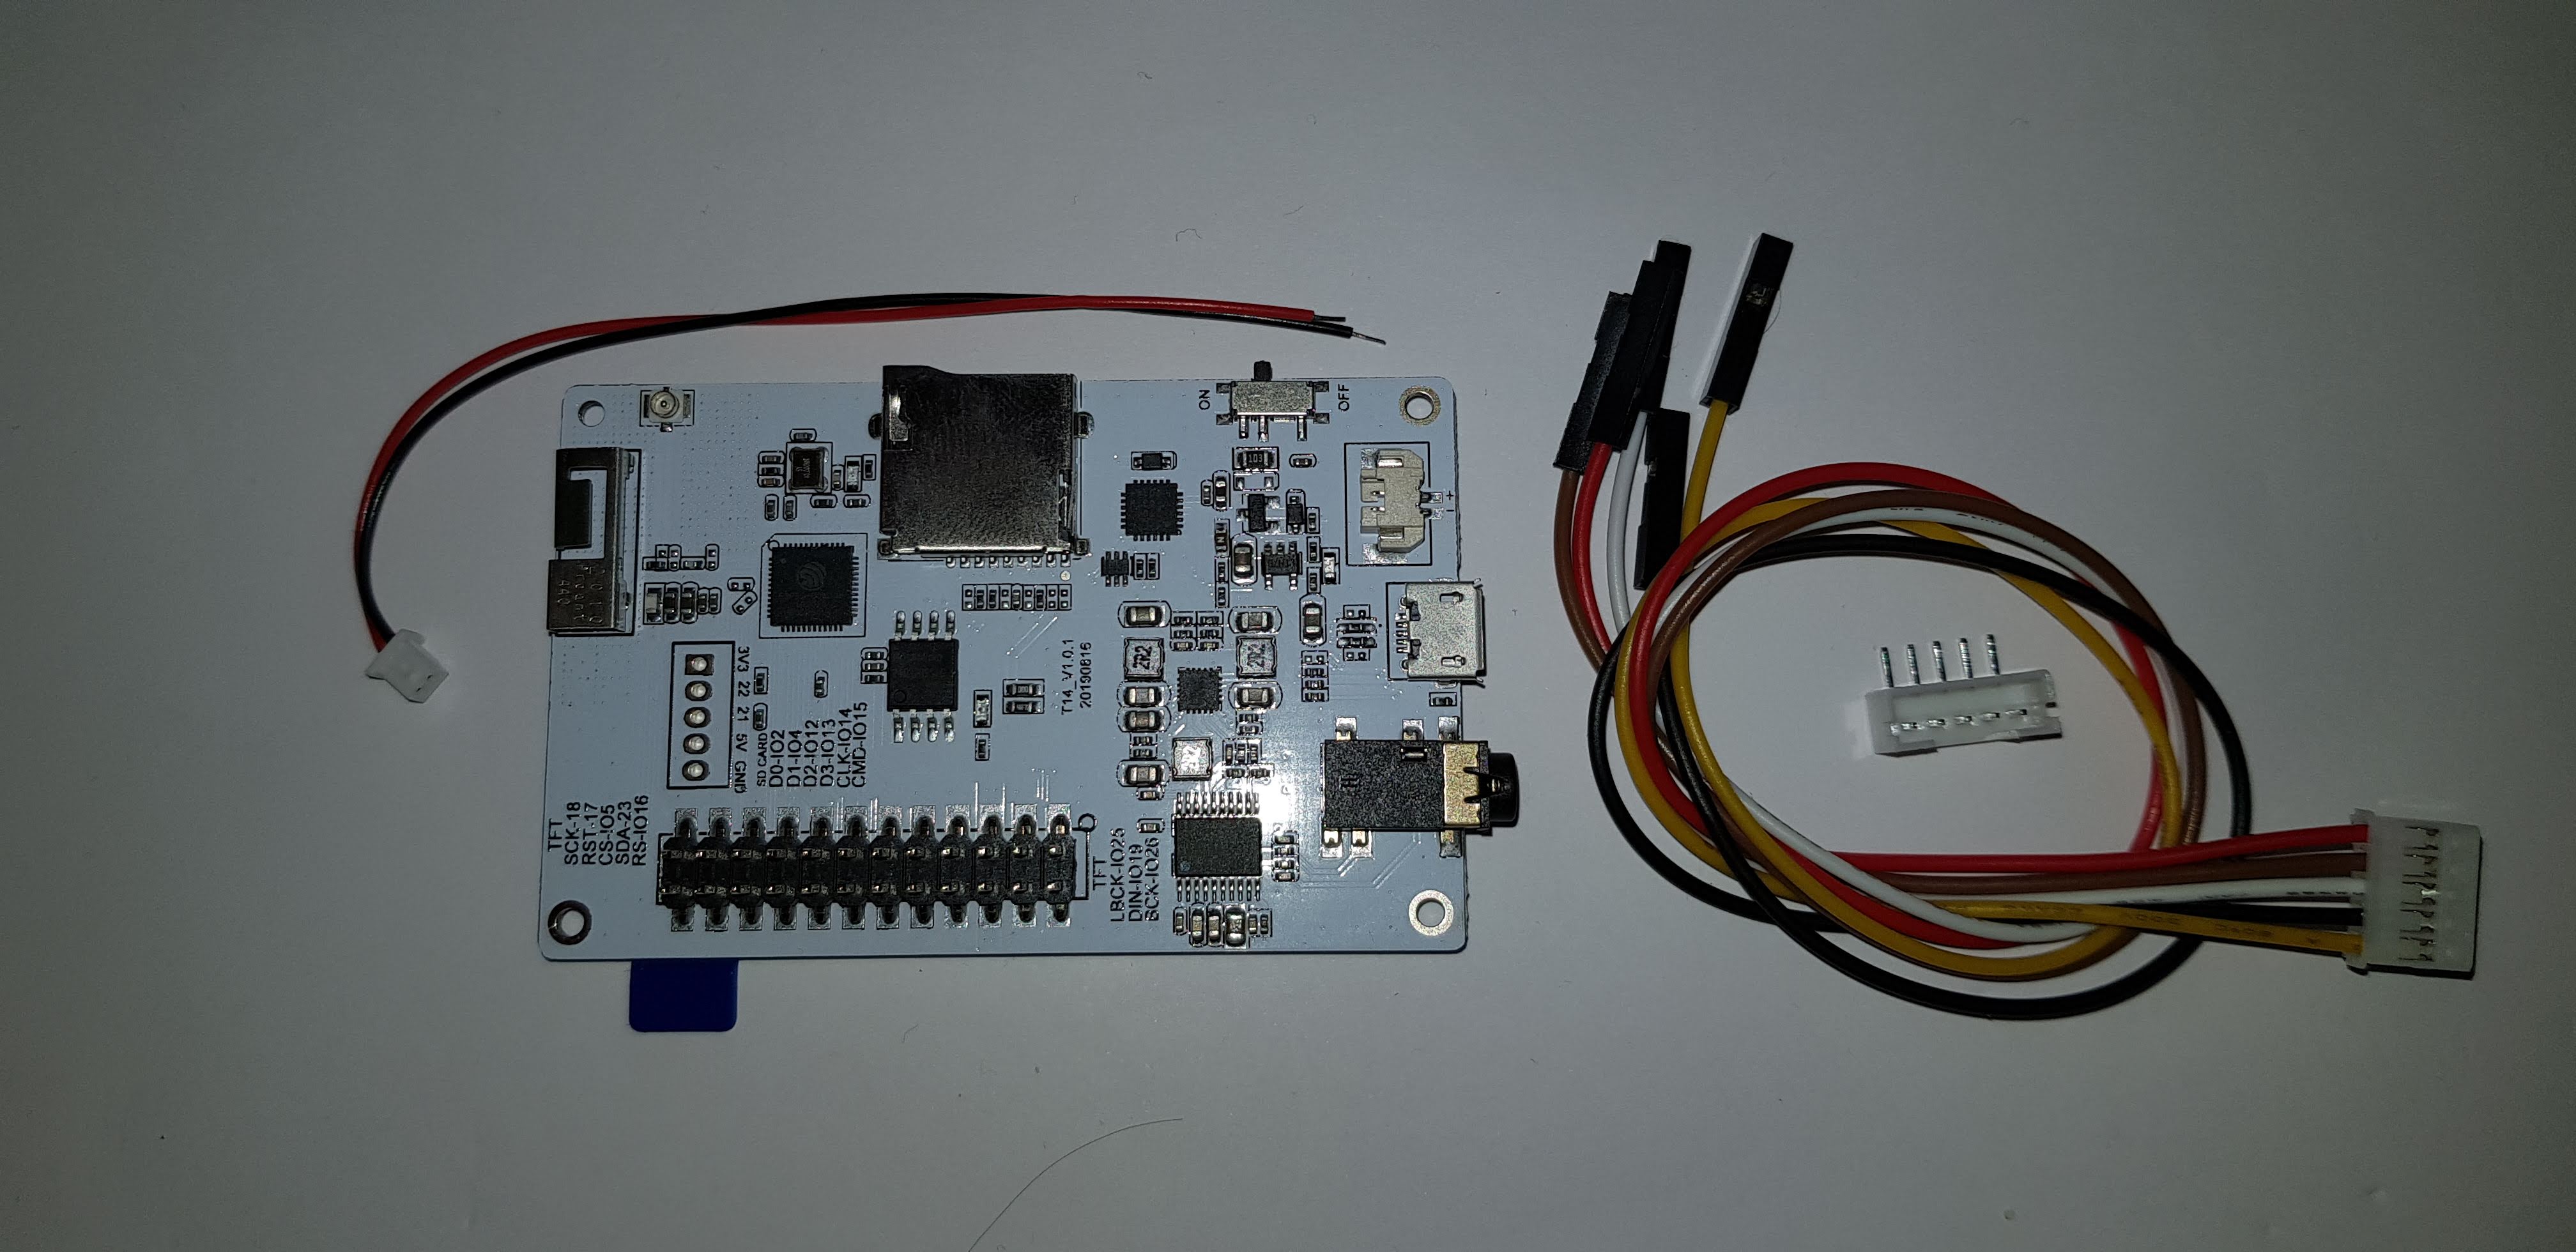 TFT
SCK-18
RST-17
CS-IO5
SDA-23
RS-IO16
GND 5V 21 22 3V3
SD CARD
D0-IO2
D1-IO4
D2-IO12
D3-IO13
CLK-IO14
CMD-IO15
T14_V1.0.1
20190816
TFT
LBCK-IO25
DIN-IO19
BCK-IO26
2R2
2R2
2R2
ON
OFF
- +